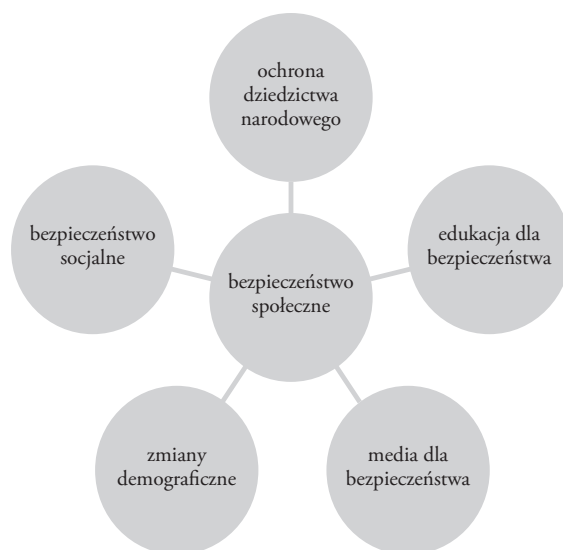 ochrona
dziedzictwa
narodowego
bezpieczeństwo
socjalne
edukacja dla
bezpieczeństwa
bezpieczeństwo
społeczne
zmiany
demograficzne
media dla
bezpieczeństwa